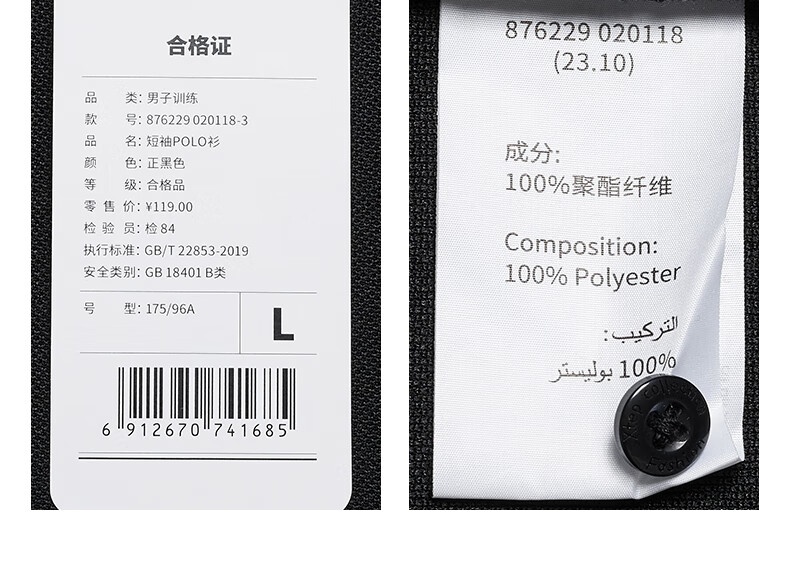 合格证
品 类: 男子训练
款 号: 876229 020118-3
品 名: 短袖POLO衫
颜 色: 正黑色
等 级: 合格品
零 售 价: ¥119.00
检 验 员: 检 84
执行标准: GB/T 22853-2019
安全类别: GB 18401 B类
号 型: 175/96A
L
6 912670 741685
876229 020118
(23.10)
成分:
100%聚酯纤维
Composition:
100% Polyester
التركيب:
100% بوليستر